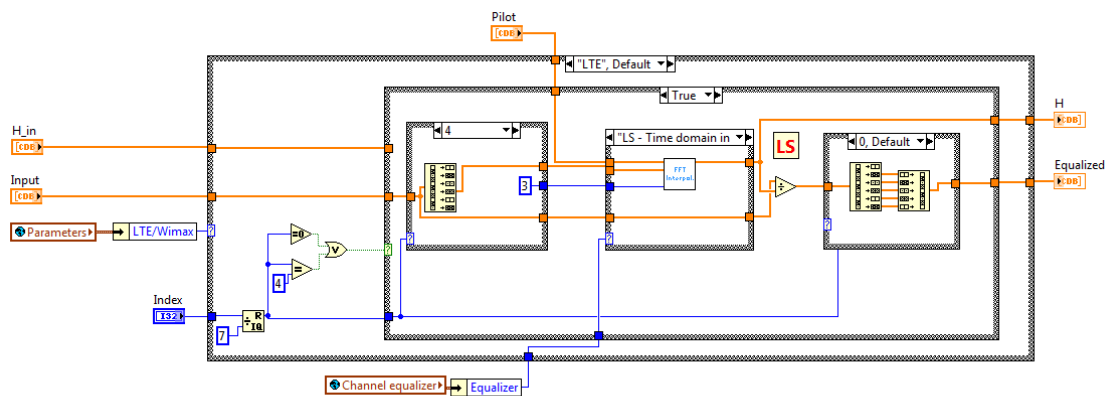 Pilot
[CDB]
"LTE", Default
True
H_in
[CDB]
4
"LS - Time domain in
LS
0, Default
H
[CDB]
Input
[CDB]
3
FFT
Interpol.
÷
Equalized
[CDB]
Parameters
LTE/Wimax
=0
V
=
4
Index
I32
R
÷ IQ
7
Channel equalizer
Equalizer